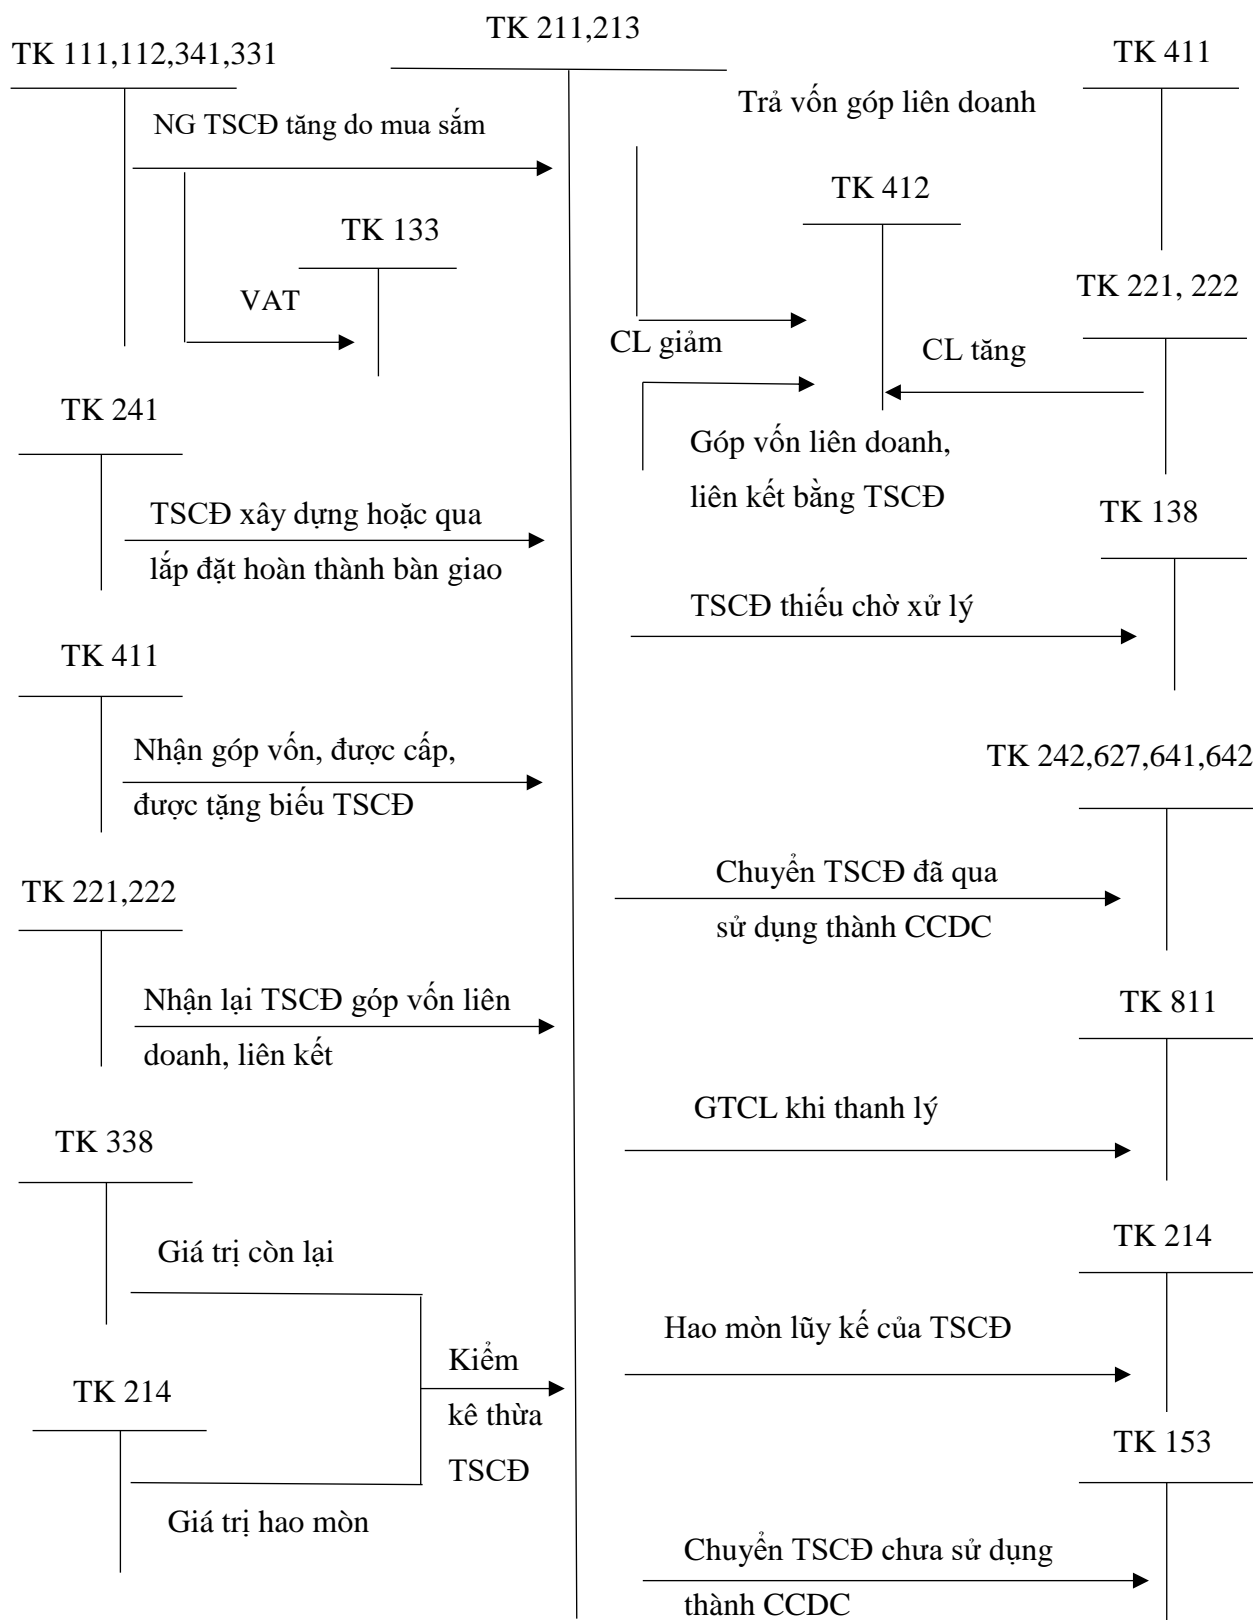 TK 111,112,341,331
TK 211,213
TK 411
NG TSCĐ tăng do mua sắm
Trả vốn góp liên doanh
TK 133
TK 412
VAT
TK 221, 222
CL giảm
CL tăng
TK 241
Góp vốn liên doanh,
liên kết bằng TSCĐ
TSCĐ xây dựng hoặc qua
lắp đặt hoàn thành bàn giao
TK 138
TSCĐ thiếu chờ xử lý
TK 411
Nhận góp vốn, được cấp,
được tặng biếu TSCĐ
TK 242,627,641,642
Chuyển TSCĐ đã qua
sử dụng thành CCDC
TK 221,222
Nhận lại TSCĐ góp vốn liên
doanh, liên kết
TK 811
GTCL khi thanh lý
TK 338
Giá trị còn lại
TK 214
Hao mòn lũy kế của TSCĐ
Kiểm
kê thừa
TSCĐ
TK 214
Giá trị hao mòn
TK 153
Chuyển TSCĐ chưa sử dụng
thành CCDC